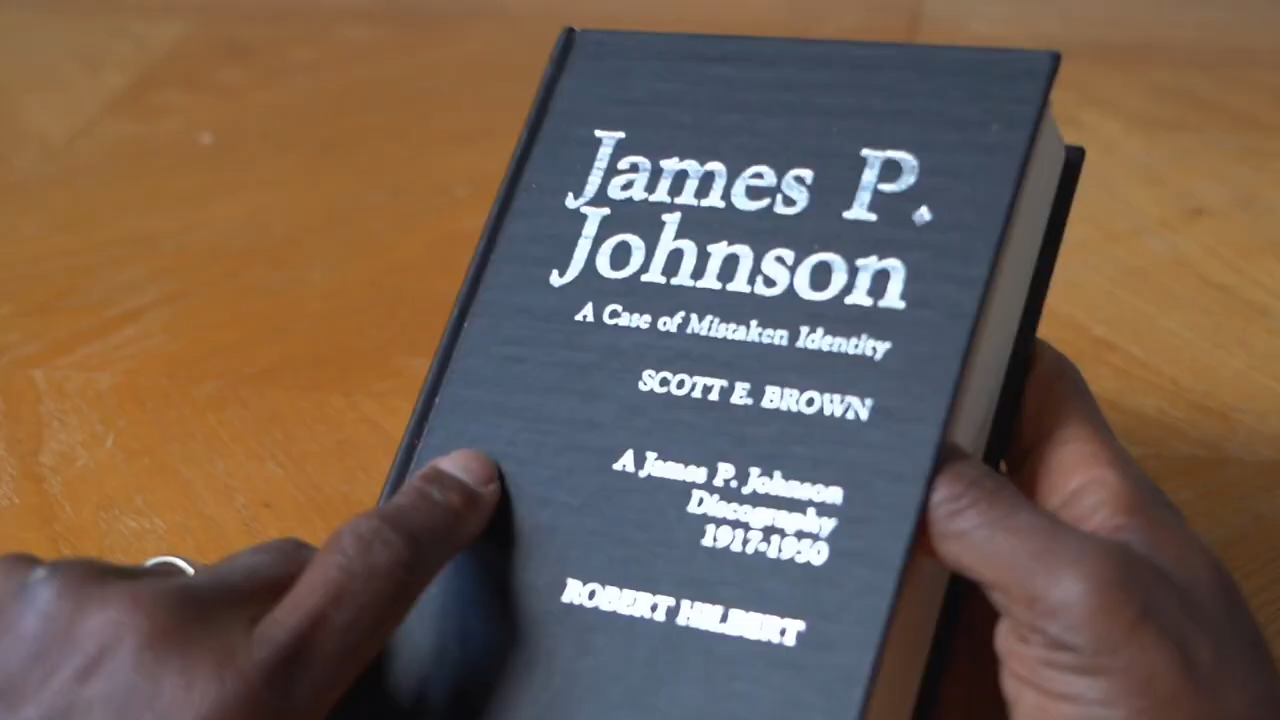 James P.
Johnson
A Case of Mistaken Identity
SCOTT E. BROWN
A James P. Johnson
Discography
1917-1950
ROBERT HILBERT